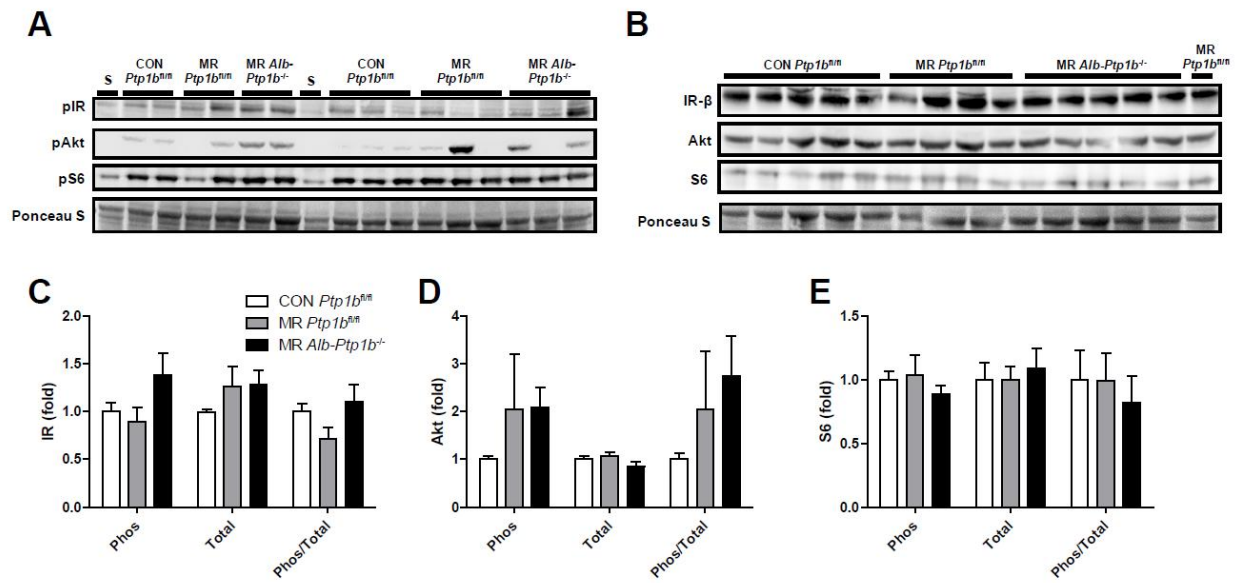 A
CON
Ptp1b^fl/fl
MR
Ptp1b^fl/fl
MR Alb-
Ptp1b^-/-
CON
Ptp1b^fl/fl
MR
Ptp1b^fl/fl
MR Alb-
Ptp1b^-/-
S
S
pIR
pAkt
pS6
Ponceau S
B
CON Ptp1b^fl/fl
MR Ptp1b^fl/fl
MR Alb-Ptp1b^-/-
MR
Ptp1b^fl/fl
IR-β
Akt
S6
Ponceau S
C
CON Ptp1b^fl/fl
MR Ptp1b^fl/fl
MR Alb-Ptp1b^-/-
IR (fold)
2.0
1.5
1.0
0.5
0.0
Phos
Total
Phos/Total
D
Akt (fold)
4
3
2
1
0
Phos
Total
Phos/Total
E
S6 (fold)
1.5
1.0
0.5
0.0
Phos
Total
Phos/Total